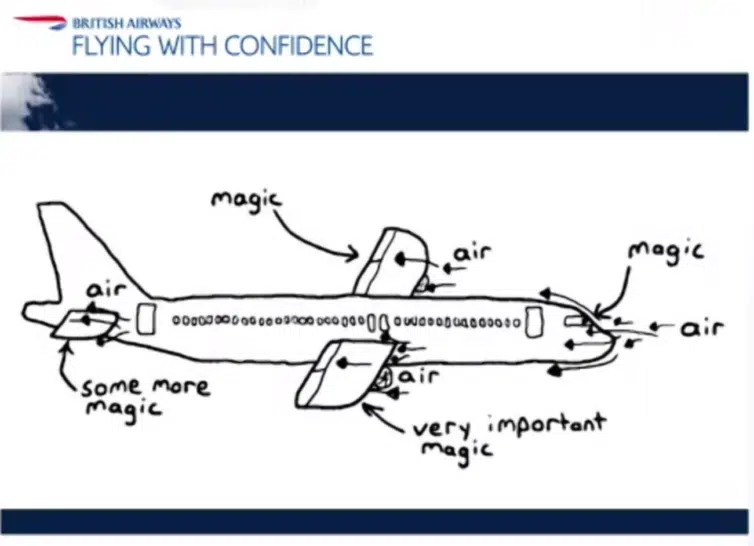 BRITISH AIRWAYS
FLYING WITH CONFIDENCE
magic
air
magic
air
air
air
some more
magic
very important
magic